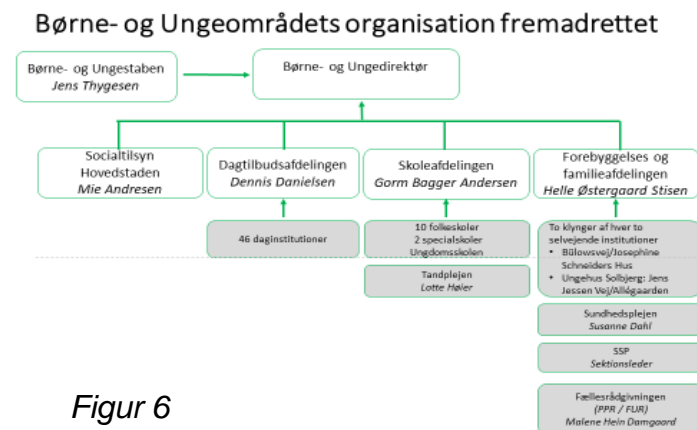 Børne- og Ungeområdets organisation fremadrettet
Børne- og Ungestaben
Jens Thygesen
Børne- og Ungedirektør
Socialtilsyn
Hovedstaden
Mie Andresen
Dagtilbudsafdelingen
Dennis Danielsen
Skoleafdelingen
Gorm Bagger Andersen
Forebyggelses og
familieafdelingen
Helle Østergaard Stisen
46 daginstitutioner
10 folkeskoler
2 specialskoler
Ungdomsskolen
Tandplejen
Lotte Høier
To klynger af hver to
selvejende institutioner
• Bülowsvej/Josephine
Schneiders Hus
• Ungehus Solbjerg: Jens
Jessen Vej/Allégaarden
Sundhedsplejen
Susanne Dahl
SSP
Sektionsleder
Fællesrådgivningen
(PPR / FUR)
Malene Hein Damgaard
Figur 6